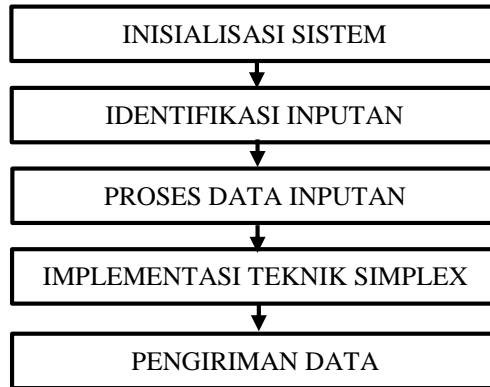 INISIALISASI SISTEM
IDENTIFIKASI INPUTAN
PROSES DATA INPUTAN
IMPLEMENTASI TEKNIK SIMPLEX
PENGIRIMAN DATA